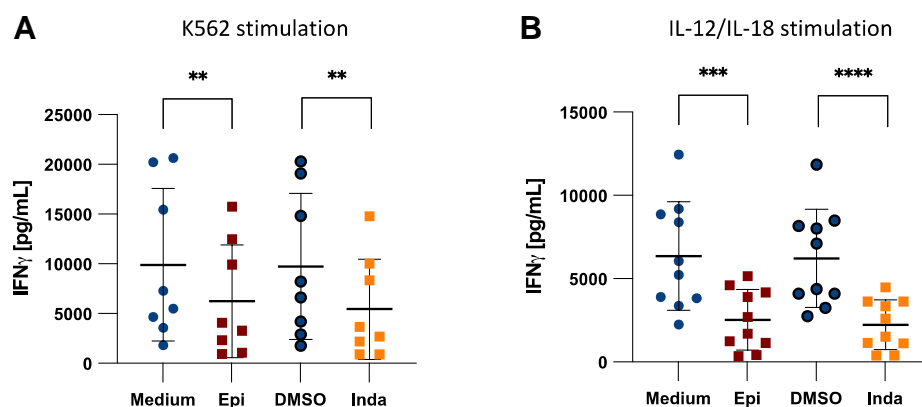 A
K562 stimulation
** **
IFNγ [pg/mL]
25000
20000
15000
10000
5000
0
Medium Epi DMSO Inda
B
IL-12/IL-18 stimulation
*** ****
IFNγ [pg/mL]
15000
10000
5000
0
Medium Epi DMSO Inda